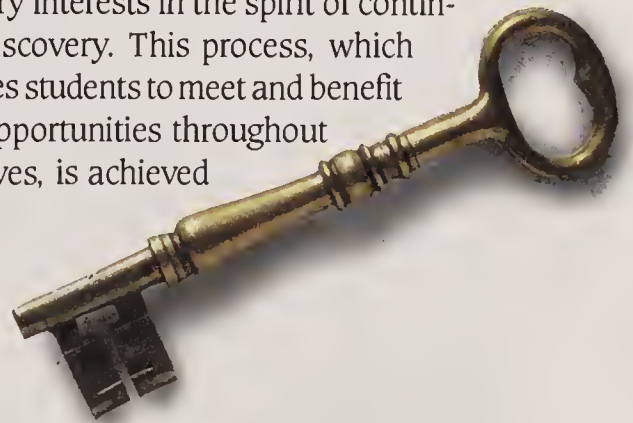 ry interests in the spirit of contin-
scovery. This process, which
es students to meet and benefit
pportunities throughout
ves, is achieved